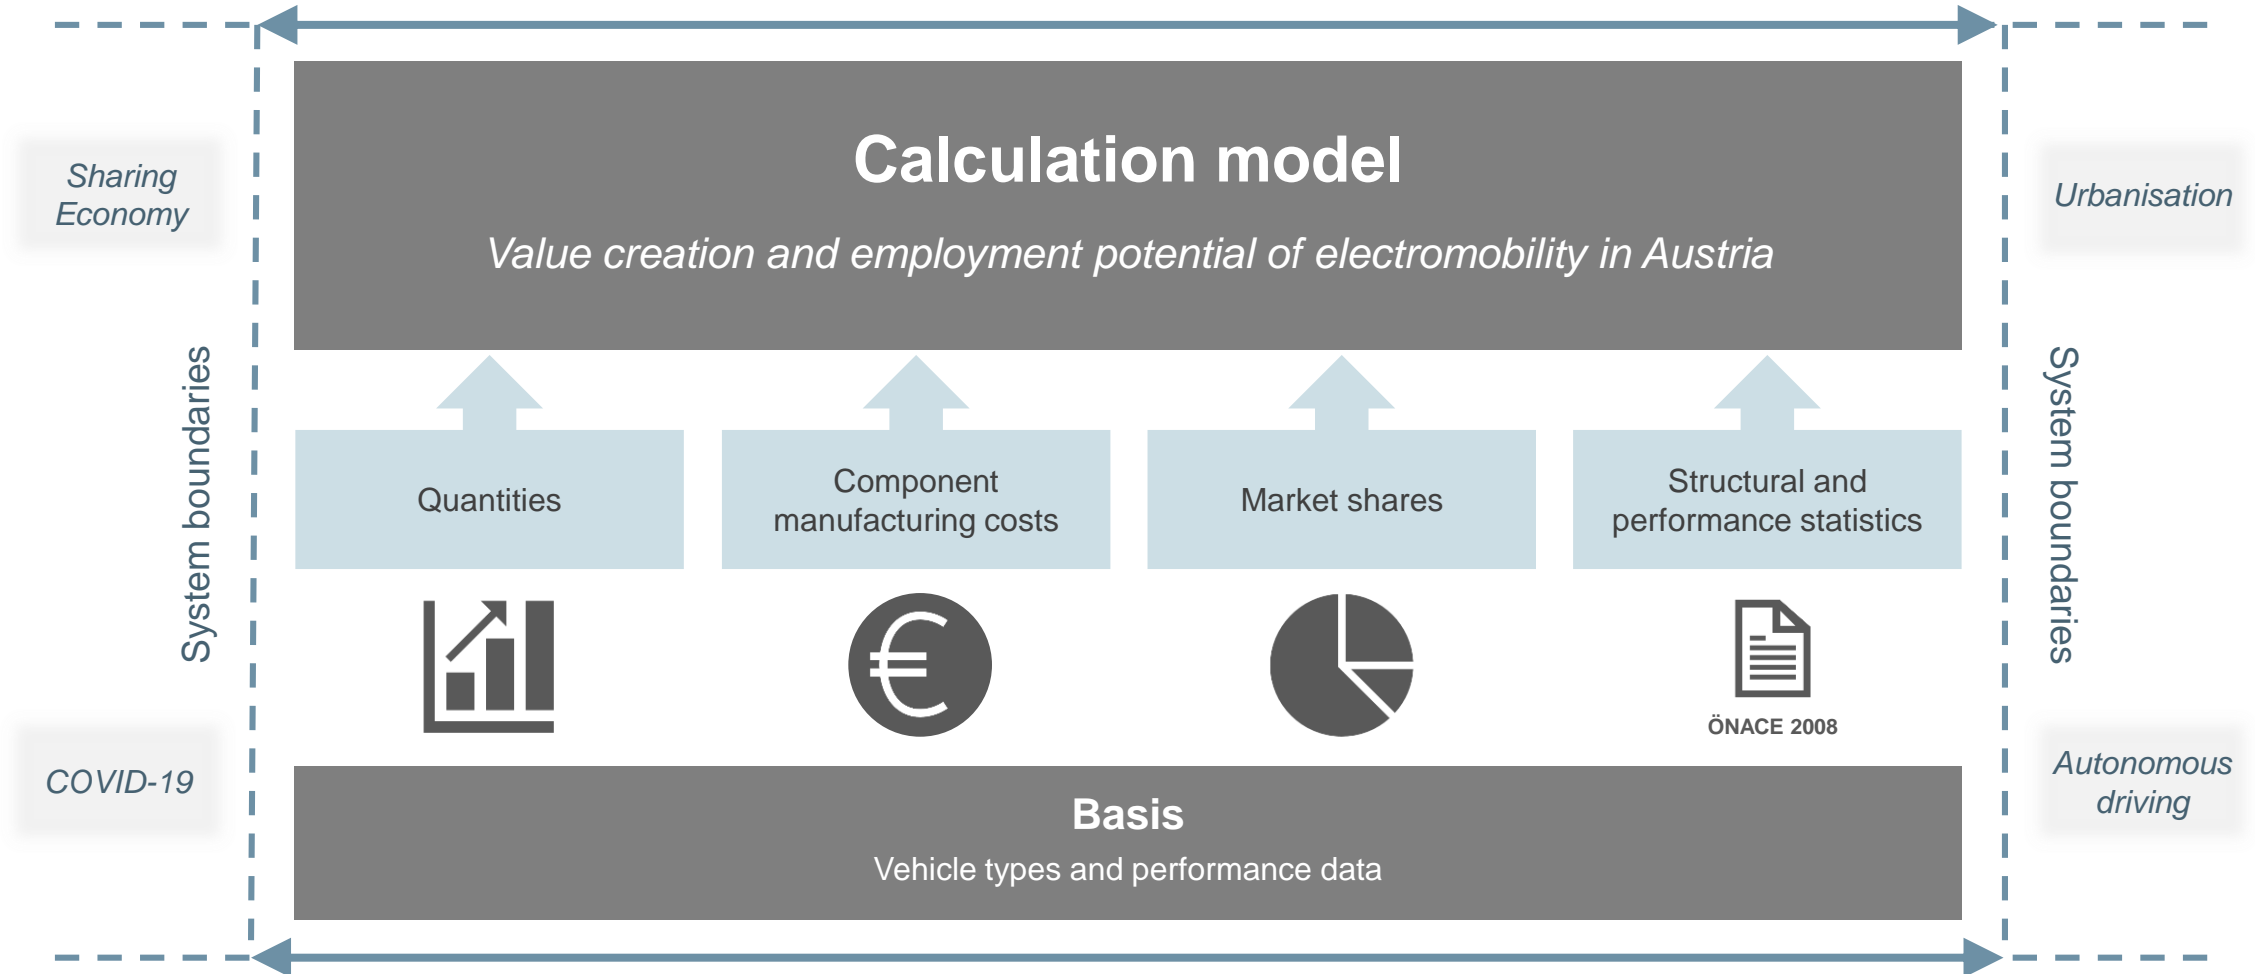 Calculation model
Value creation and employment potential of electromobility in Austria
Sharing
Economy
Urbanisation
System boundaries
System boundaries
Quantities
Component
manufacturing costs
Market shares
Structural and
performance statistics
ÖNACE 2008
COVID-19
Autonomous
driving
Basis
Vehicle types and performance data